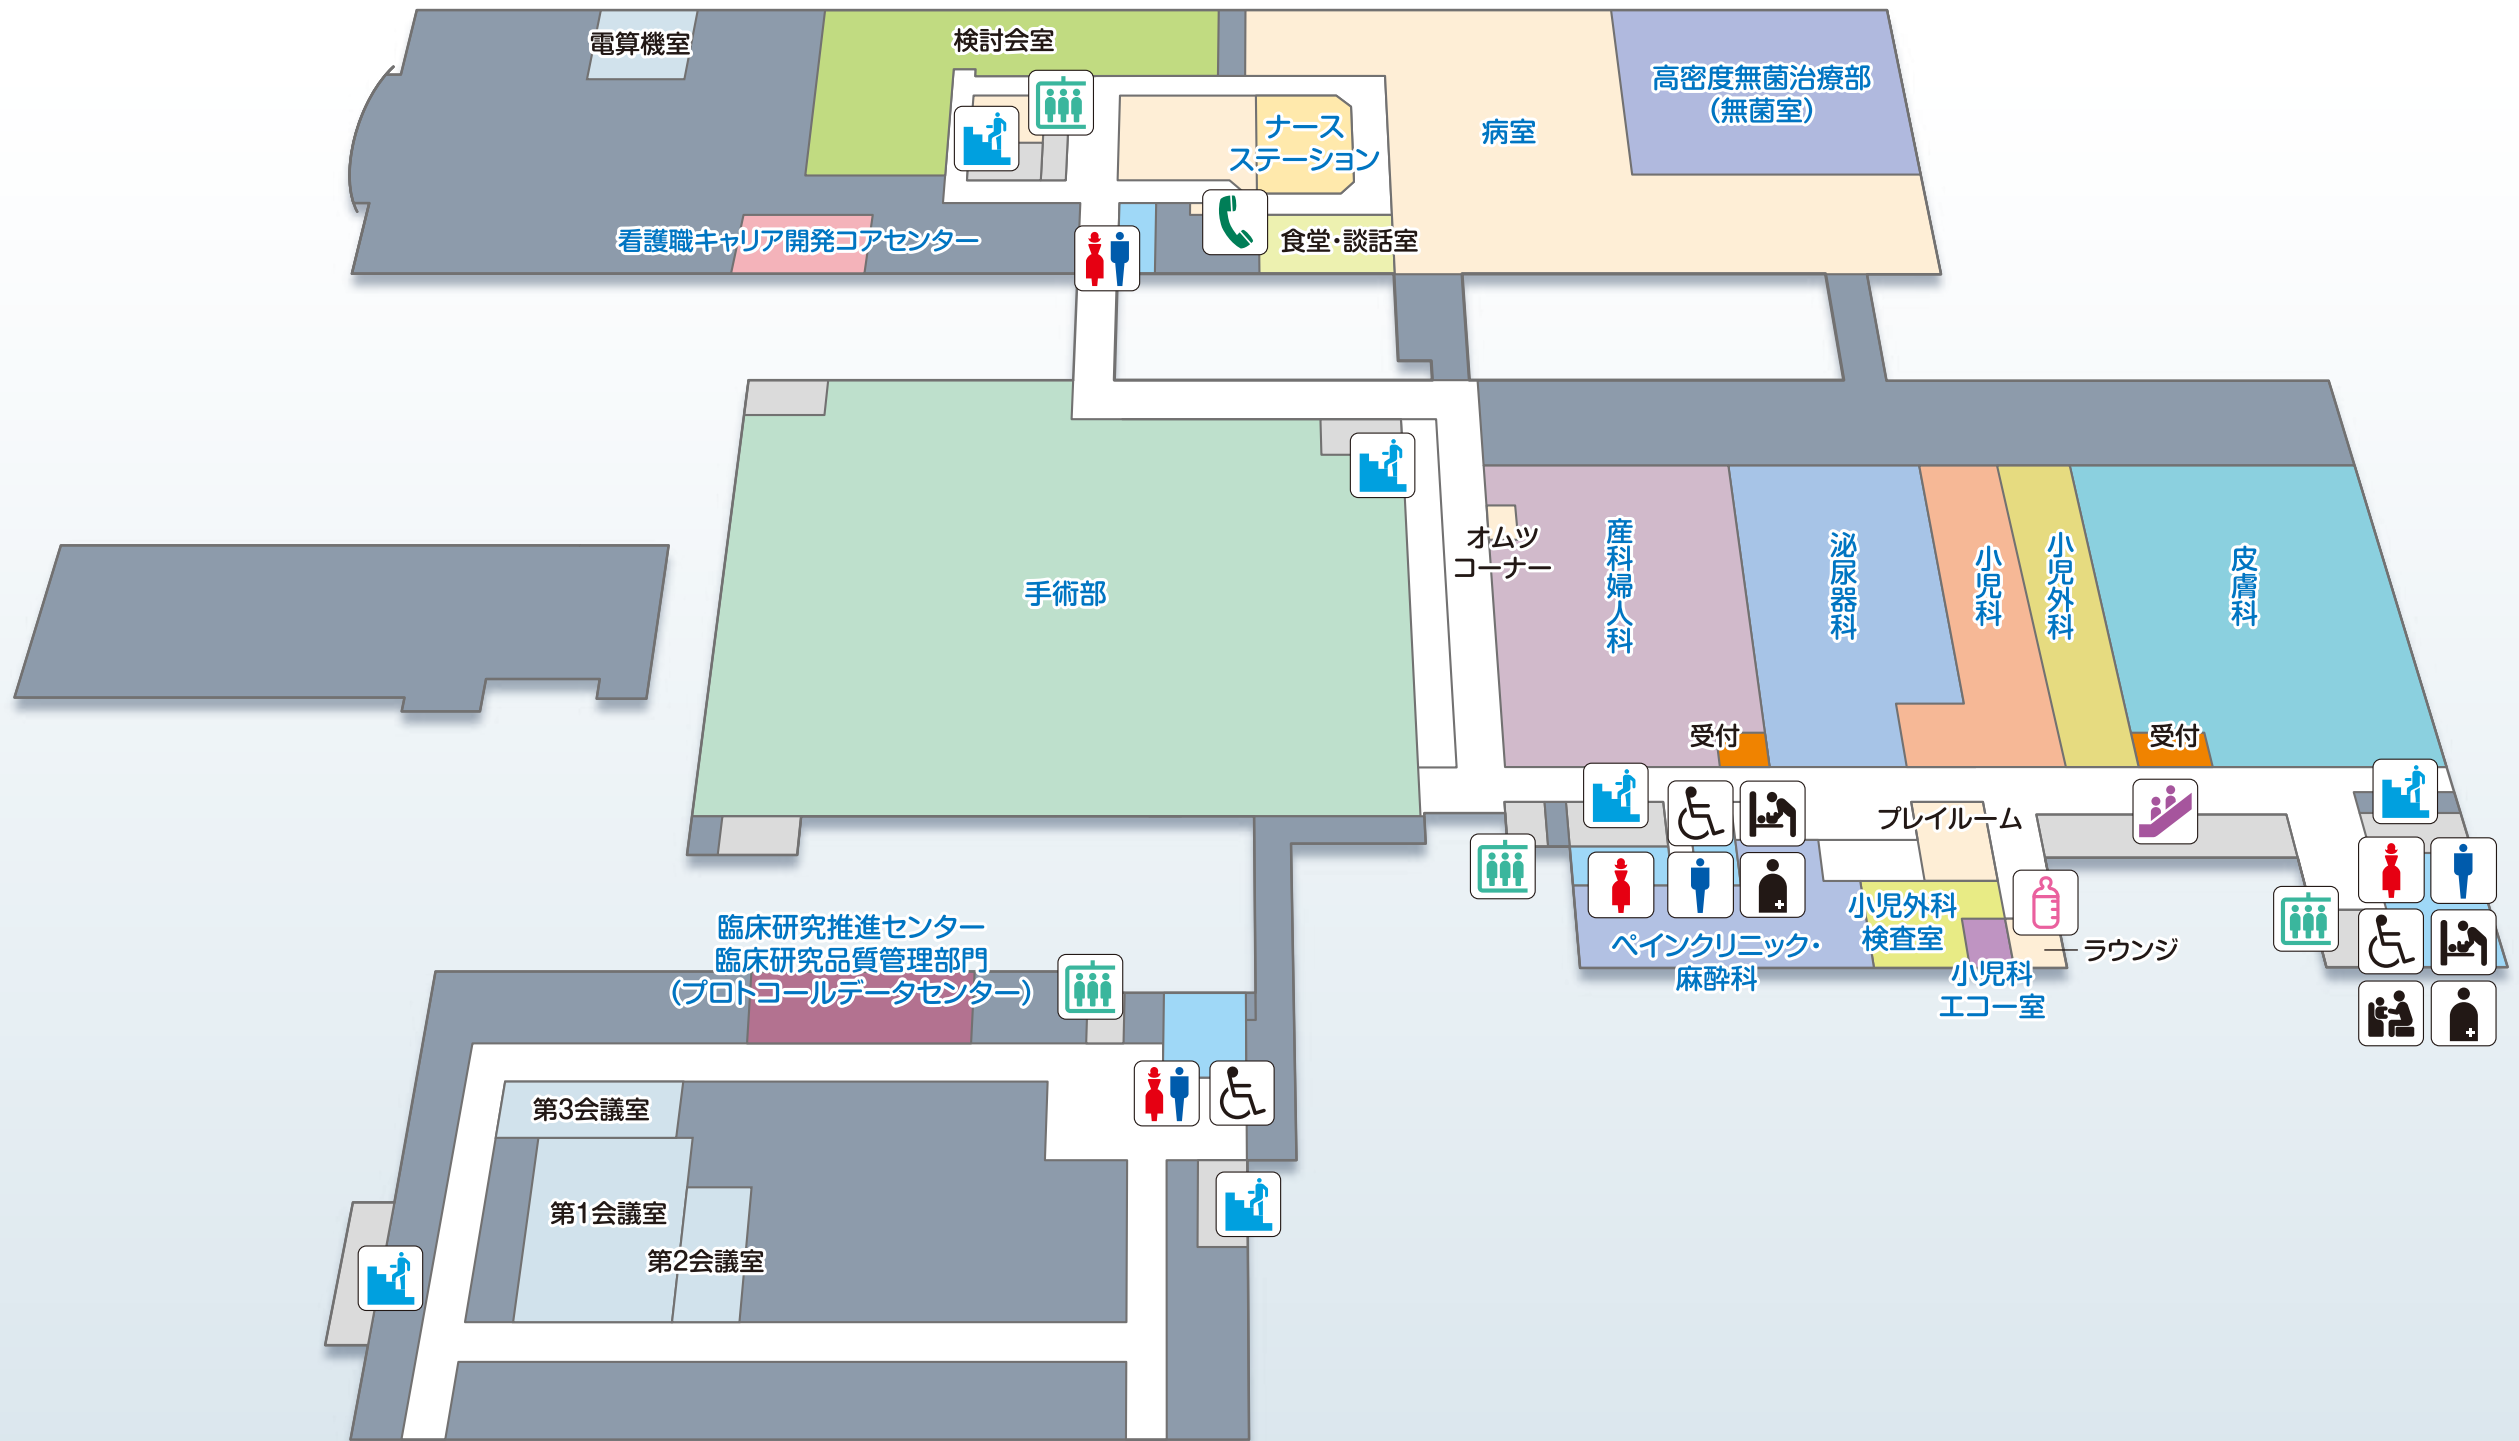 電算機室
検討会室
高密度無菌治療部
(無菌室)
ナース
ステーション
病室
看護職キャリア開発コアセンター
食堂・談話室
手術部
オムツ
コーナー
産科婦人科
泌尿器科
小児科
小児外科
皮膚科
受付
受付
プレイルーム
小児外科
検査室
ペインクリニック・
麻酔科
ラウンジ
小児科
エコー室
臨床研究推進センター
臨床研究品質管理部門
(プロトコールデータセンター)
第3会議室
第1会議室
第2会議室